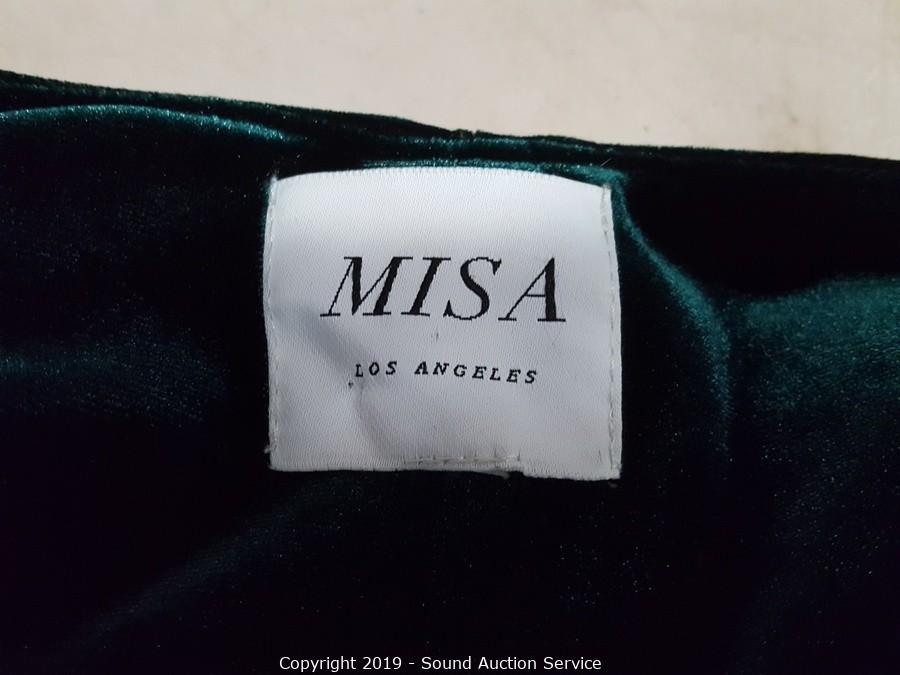 MISA
LOS ANGELES
Copyright 2019 - Sound Auction Service